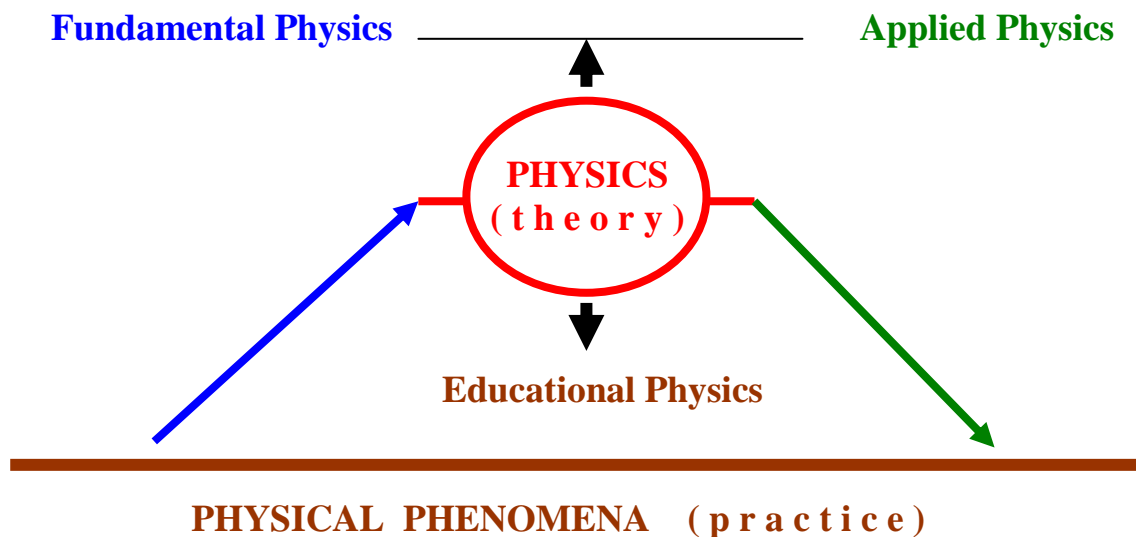 Fundamental Physics
Applied Physics
PHYSICS
( t h e o r y )
Educational Physics
PHYSICAL PHENOMENA ( p r a c t i c e )